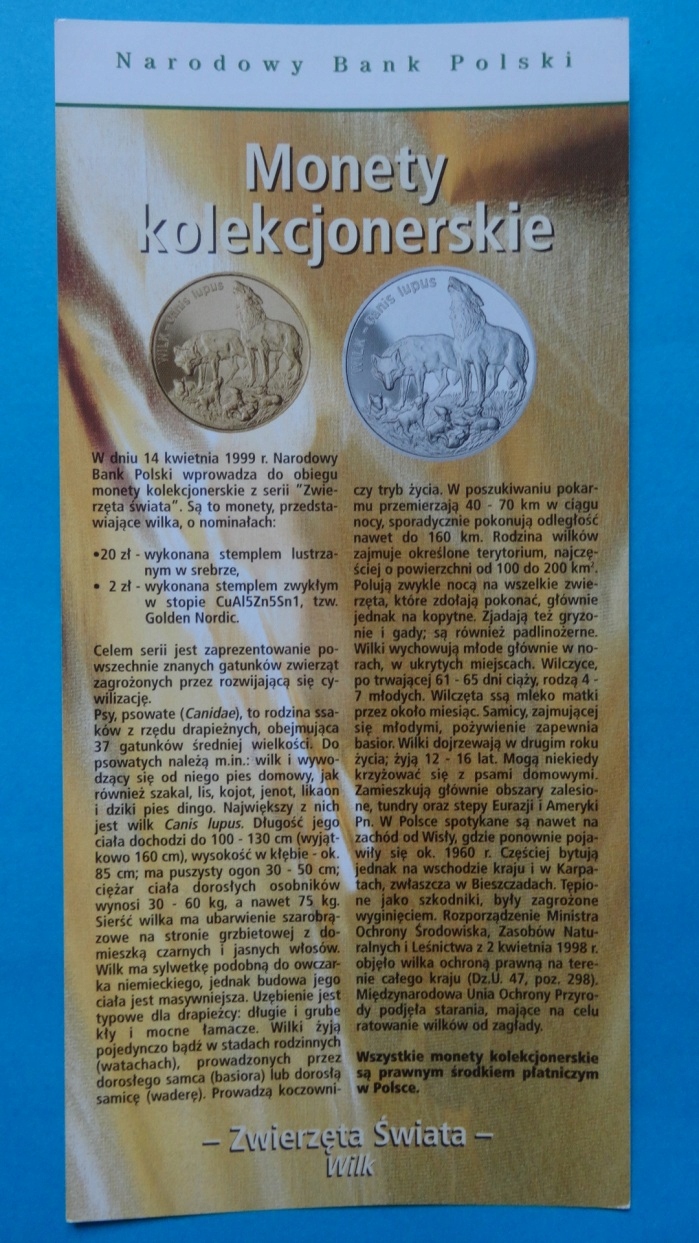 Narodowy Bank Polski
Monety
kolekcjonerskie
WILK - Canis lupus
WILK - Canis lupus
W dniu 14 kwietnia 1999 r. Narodowy
Bank Polski wprowadza do obiegu
monety kolekcjonerskie z serii "Zwie-
rzęta świata". Są to monety, przedsta-
wiające wilka, o nominałach:
•20 zł - wykonana stemplem lustrza-
nym w srebrze,
• 2 zł - wykonana stemplem zwykłym
w stopie CuAl5Zn5Sn1, tzw.
Golden Nordic.
Celem serii jest zaprezentowanie po-
wszechnie znanych gatunków zwierząt
zagrożonych przez rozwijającą się cy-
wilizację.
Psy, psowate (Canidae), to rodzina ssa-
ków z rzędu drapieżnych, obejmująca
37 gatunków średniej wielkości. Do
psowatych należą m.in.: wilk i wywo-
dzący się od niego pies domowy, jak
również szakal, lis, kojot, jenot, likaon
i dziki pies dingo. Największy z nich
jest wilk Canis lupus. Długość jego
ciała dochodzi do 100 - 130 cm (wyjąt-
kowo 160 cm), wysokość w kłębie - ok.
85 cm; ma puszysty ogon 30 - 50 cm;
ciężar ciała dorosłych osobników
wynosi 30 - 60 kg, a nawet 75 kg.
Sierść wilka ma ubarwienie szarobrą-
zowe na stronie grzbietowej z do-
mieszką czarnych i jasnych włosów.
Wilk ma sylwetkę podobną do owczar-
ka niemieckiego, jednak budowa jego
ciała jest masywniejsza. Uzębienie jest
typowe dla drapieżcy: długie i grube
kły i mocne łamacze. Wilki żyją
pojedynczo bądź w stadach rodzinnych
(watachach), prowadzonych przez
dorosłego samca (basiora) lub dorosłą
samicę (waderę). Prowadzą koczowni-
czy tryb życia. W poszukiwaniu pokar-
mu przemierzają 40 - 70 km w ciągu
nocy, sporadycznie pokonują odległość
nawet do 160 km. Rodzina wilków
zajmuje określone terytorium, najczę-
ściej o powierzchni od 100 do 200 km².
Polują zwykle nocą na wszelkie zwie-
rzęta, które zdołają pokonać, głównie
jednak na kopytne. Zjadają też gryzo-
nie i gady; są również padlinożerne.
Wilki wychowują młode głównie w no-
rach, w ukrytych miejscach. Wilczyce,
po trwającej 61 - 65 dni ciąży, rodzą 4 -
7 młodych. Wilczęta ssą mleko matki
przez około miesiąc. Samicy, zajmującej
się młodymi, pożywienie zapewnia
basior. Wilki dojrzewają w drugim roku
życia; żyją 12 - 16 lat. Mogą niekiedy
krzyżować się z psami domowymi.
Zamieszkują głównie obszary zalesio-
ne, tundry oraz stepy Eurazji i Ameryki
Pn. W Polsce spotykane są nawet na
zachód od Wisły, gdzie ponownie poja-
wiły się ok. 1960 r. Częściej bytują
jednak na wschodzie kraju i w Karpa-
tach, zwłaszcza w Bieszczadach. Tępio-
ne jako szkodniki, były zagrożone
wyginięciem. Rozporządzenie Ministra
Ochrony Środowiska, Zasobów Natu-
ralnych i Leśnictwa z 2 kwietnia 1998 r.
objęło wilka ochroną prawną na tere-
nie całego kraju (Dz.U. 47, poz. 298).
Międzynarodowa Unia Ochrony Przyro-
dy podjęła starania, mające na celu
ratowanie wilków od zagłady.
Wszystkie monety kolekcjonerskie
są prawnym środkiem płatniczym
w Polsce.
– Zwierzęta Świata –
Wilk